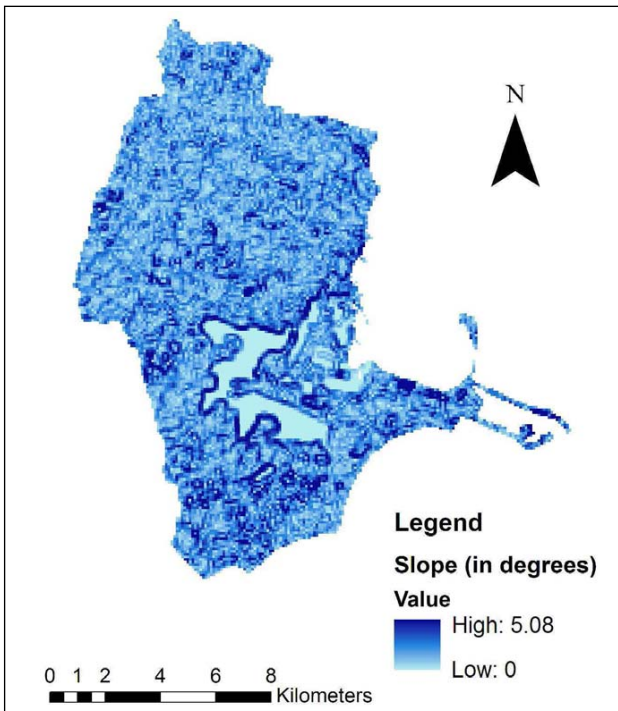 N
Legend
Slope (in degrees)
Value
High: 5.08
Low: 0
0 1 2 4 6 8
Kilometers